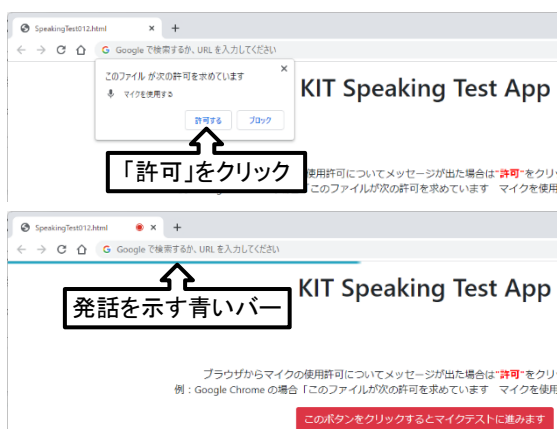 SpeakingTest012.html
Google で検索するか、URL を入力してください
このファイル が次の許可を求めています
マイクを使用する
許可する
ブロック
KIT Speaking Test App
「許可」をクリック
使用許可についてメッセージが出た場合は"許可"をクリッ
「このファイルが次の許可を求めています マイクを使用
SpeakingTest012.html
Google で検索するか、URL を入力してください
発話を示す青いバー
KIT Speaking Test App
ブラウザからマイクの使用許可についてメッセージが出た場合は"許可"をクリッ
例：Google Chrome の場合「このファイルが次の許可を求めています マイクを使用
このボタンをクリックするとマイクテストに進みます